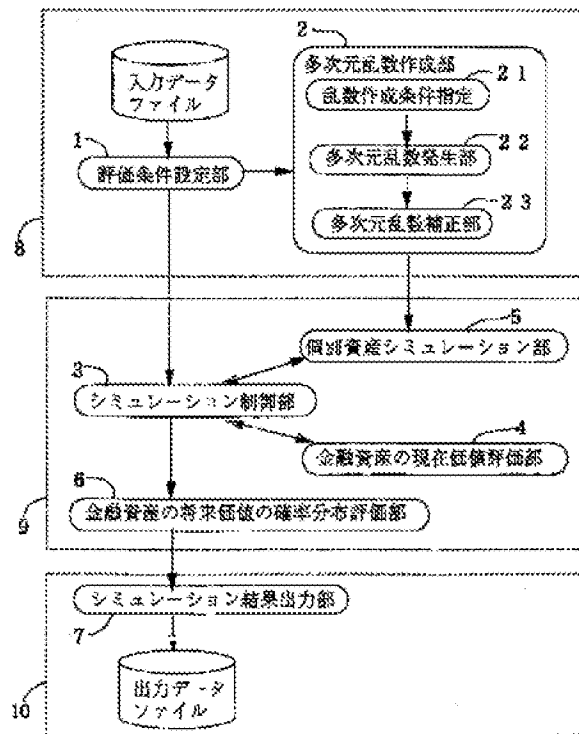 2
多次元乱数作成部
21
乱数作成条件指定
入力データ
ファイル
22
多次元乱数発生部
1
評価条件設定部
23
多次元乱数補正部
8
5
個別資産シミュレーション部
3
シミュレーション制御部
4
金融資産の現在価値評価部
6
金融資産の将来価値の確率分布評価部
9
シミュレーション結果出力部
7
出力データ
ファイル
10